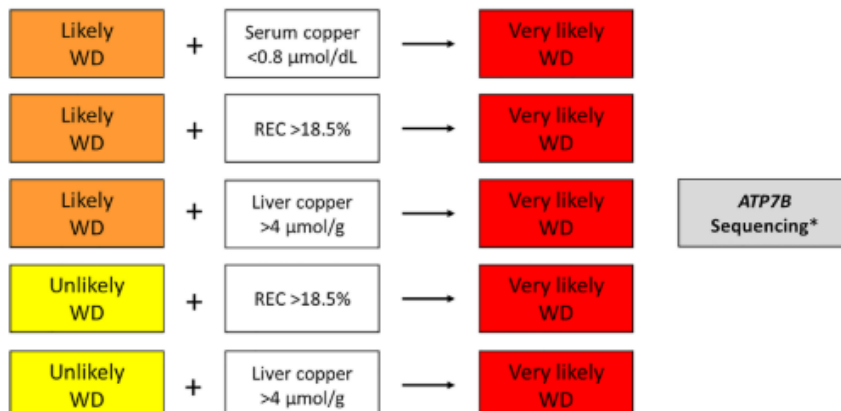 Likely
WD
+
Serum copper
<0.8 µmol/dL
Very likely
WD
Likely
WD
+
REC >18.5%
Very likely
WD
Likely
WD
+
Liver copper
>4 µmol/g
Very likely
WD
ATP7B
Sequencing*
Unlikely
WD
+
REC >18.5%
Very likely
WD
Unlikely
WD
+
Liver copper
>4 µmol/g
Very likely
WD